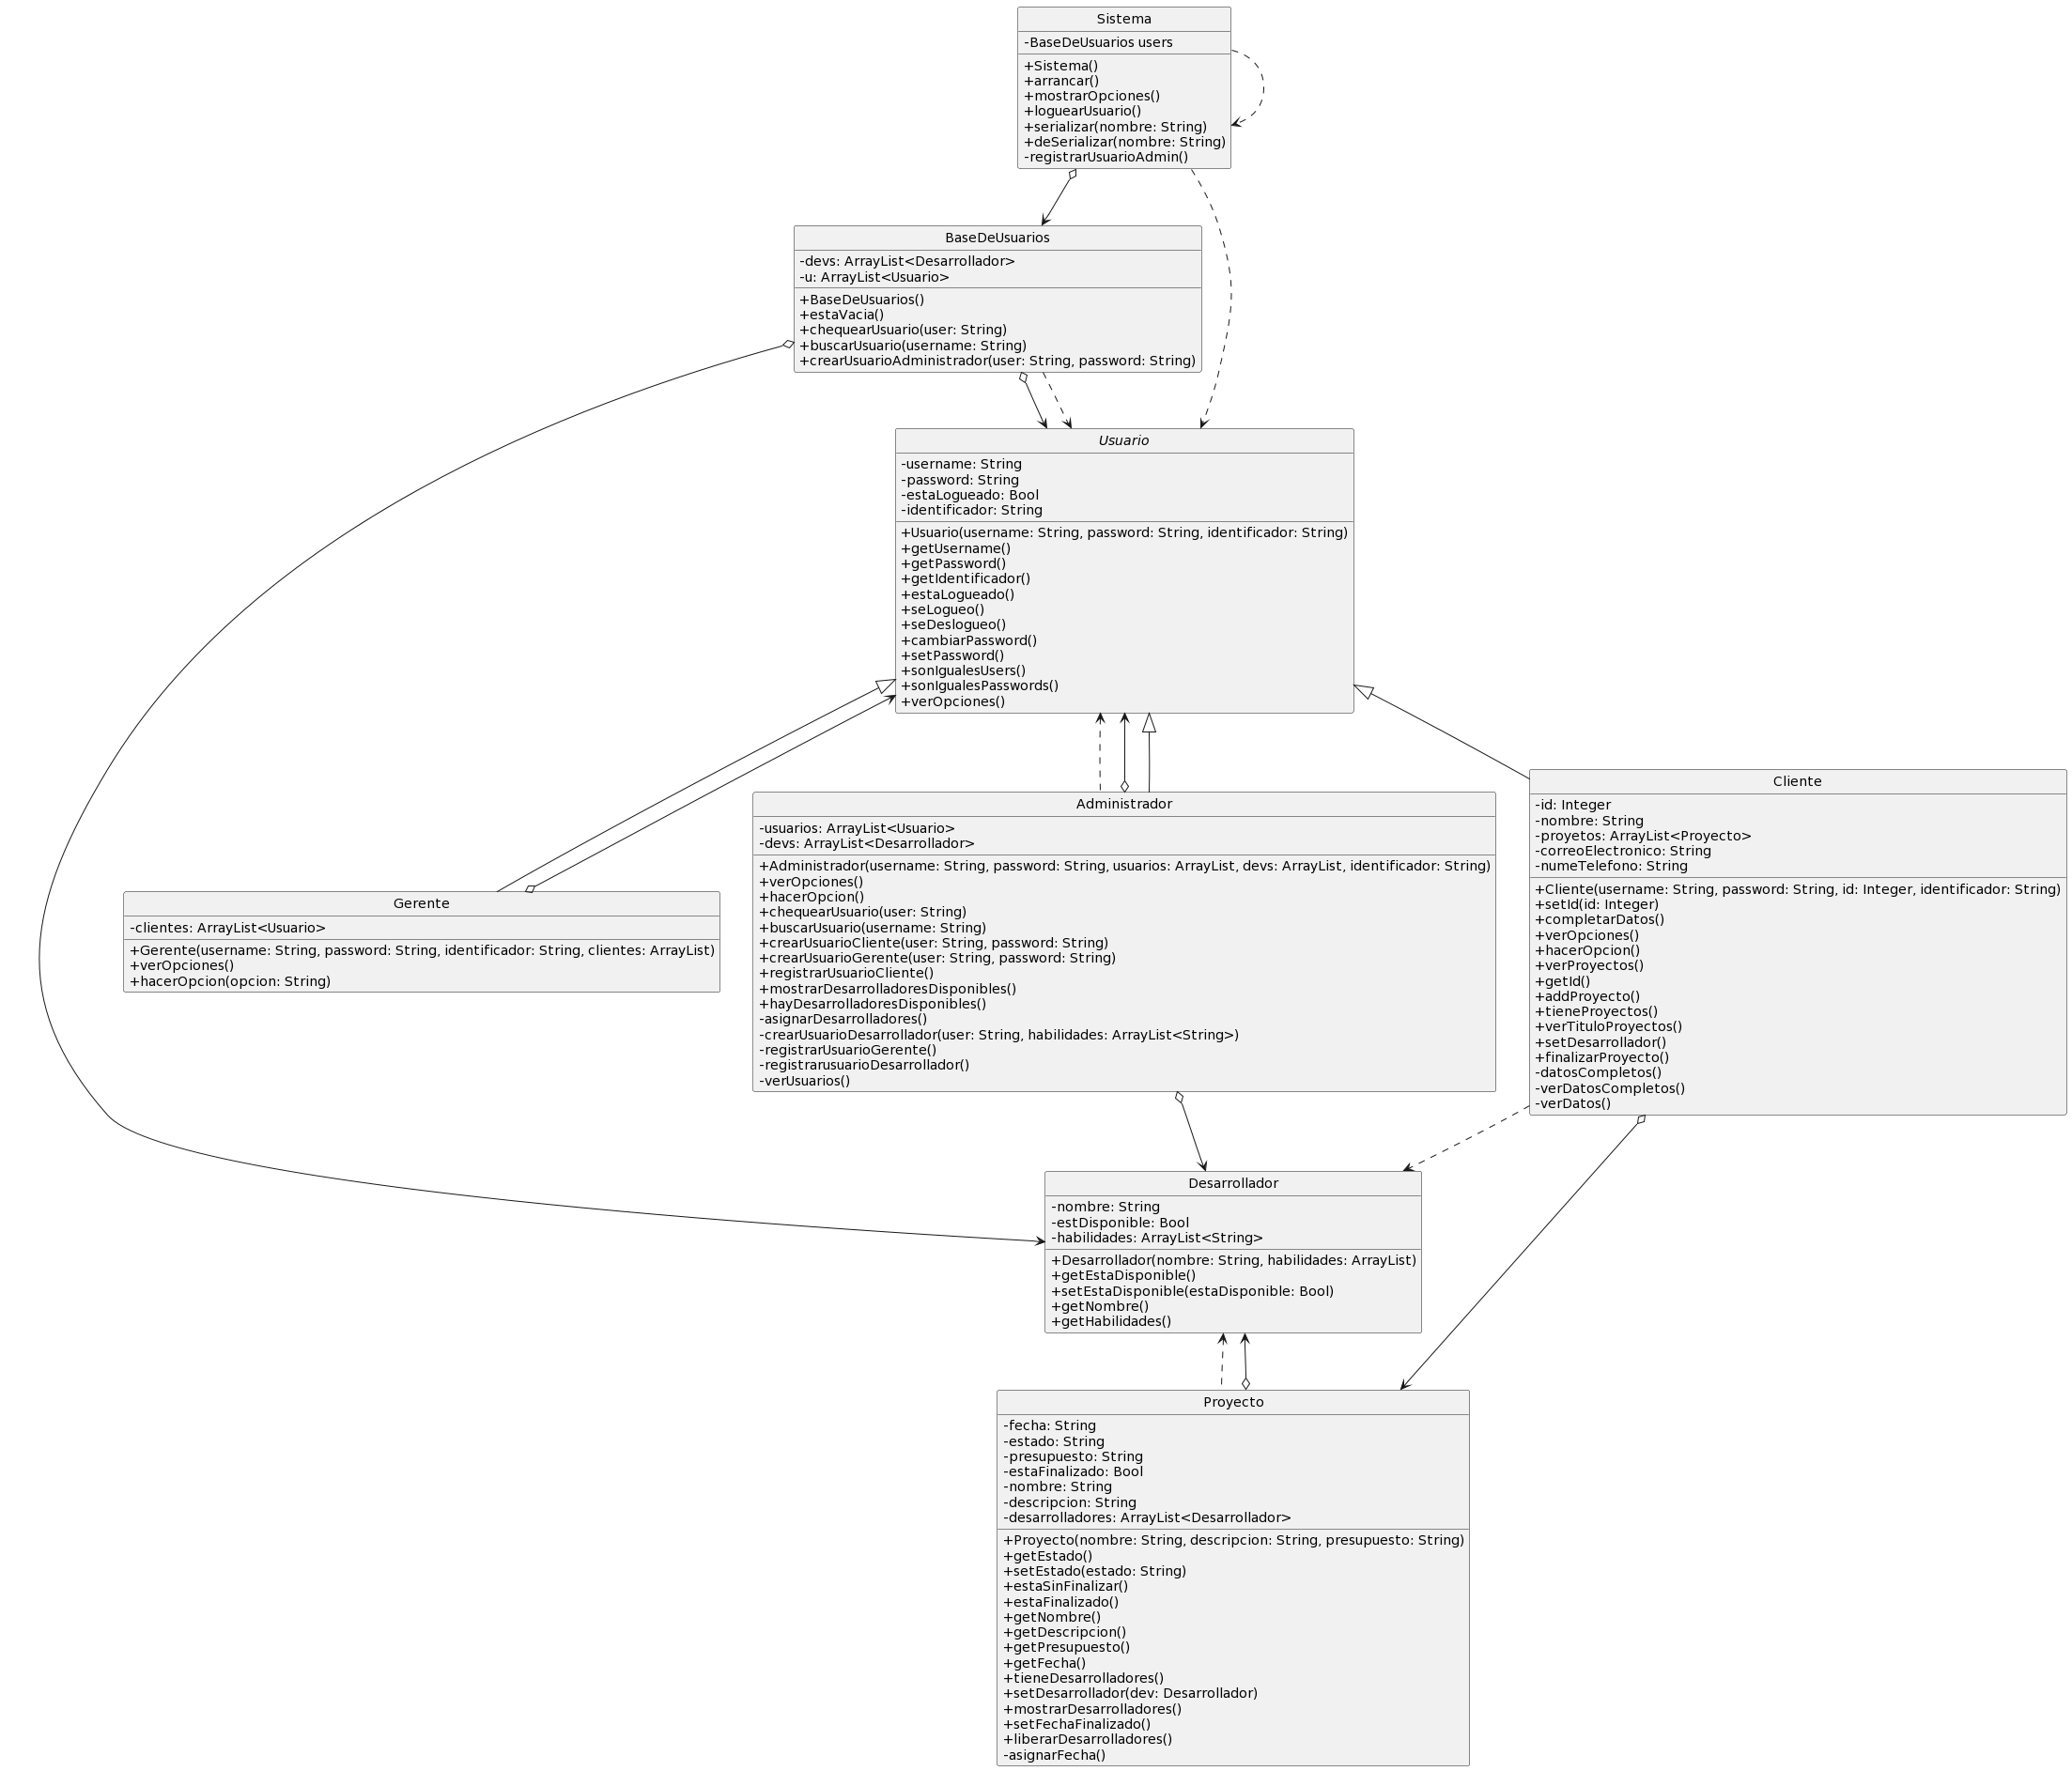 Sistema
-BaseDeUsuarios users
+Sistema()
+arrancar()
+mostrarOpciones()
+loguearUsuario()
+serializar(nombre: String)
+deSerializar(nombre: String)
-registrarUsuarioAdmin()
BaseDeUsuarios
-devs: ArrayList<Desarrollador>
-u: ArrayList<Usuario>
+BaseDeUsuarios()
+estaVacia()
+chequearUsuario(user: String)
+buscarUsuario(username: String)
+crearUsuarioAdministrador(user: String, password: String)
Usuario
-username: String
-password: String
-estaLogueado: Bool
-identificador: String
+Usuario(username: String, password: String, identificador: String)
+getUsername()
+getPassword()
+getIdentificador()
+estaLogueado()
+seLogueo()
+seDeslogueo()
+cambiarPassword()
+setPassword()
+sonIgualesUsers()
+sonIgualesPasswords()
+verOpciones()
Gerente
-clientes: ArrayList<Usuario>
+Gerente(username: String, password: String, identificador: String, clientes: ArrayList)
+verOpciones()
+hacerOpcion(opcion: String)
Administrador
-usuarios: ArrayList<Usuario>
-devs: ArrayList<Desarrollador>
+Administrador(username: String, password: String, usuarios: ArrayList, devs: ArrayList, identificador: String)
+verOpciones()
+hacerOpcion()
+chequearUsuario(user: String)
+buscarUsuario(username: String)
+crearUsuarioCliente(user: String, password: String)
+crearUsuarioGerente(user: String, password: String)
+registrarUsuarioCliente()
+mostrarDesarrolladoresDisponibles()
+hayDesarrolladoresDisponibles()
-asignarDesarrolladores()
-crearUsuarioDesarrollador(user: String, habilidades: ArrayList<String>)
-registrarUsuarioGerente()
-registrarusuarioDesarrollador()
-verUsuarios()
Cliente
-id: Integer
-nombre: String
-proyetos: ArrayList<Proyecto>
-correoElectronico: String
-numeTelefono: String
+Cliente(username: String, password: String, id: Integer, identificador: String)
+setId(id: Integer)
+completarDatos()
+verOpciones()
+hacerOpcion()
+verProyectos()
+getId()
+addProyecto()
+tieneProyectos()
+verTituloProyectos()
+setDesarrollador()
+finalizarProyecto()
-datosCompletos()
-verDatosCompletos()
-verDatos()
Desarrollador
-nombre: String
-estDisponible: Bool
-habilidades: ArrayList<String>
+Desarrollador(nombre: String, habilidades: ArrayList)
+getEstaDisponible()
+setEstaDisponible(estaDisponible: Bool)
+getNombre()
+getHabilidades()
Proyecto
-fecha: String
-estado: String
-presupuesto: String
-estaFinalizado: Bool
-nombre: String
-descripcion: String
-desarrolladores: ArrayList<Desarrollador>
+Proyecto(nombre: String, descripcion: String, presupuesto: String)
+getEstado()
+setEstado(estado: String)
+estaSinFinalizar()
+estaFinalizado()
+getNombre()
+getDescripcion()
+getPresupuesto()
+getFecha()
+tieneDesarrolladores()
+setDesarrollador(dev: Desarrollador)
+mostrarDesarrolladores()
+setFechaFinalizado()
+liberarDesarrolladores()
-asignarFecha()